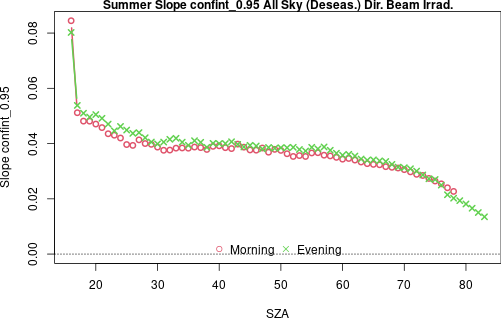 Summer Slope confint_0.95 All Sky (Deseas.) Dir. Beam Irrad.
Slope confint_0.95
0.08
0.06
0.04
0.02
0.00
Morning Evening
20 30 40 50 60 70 80
SZA